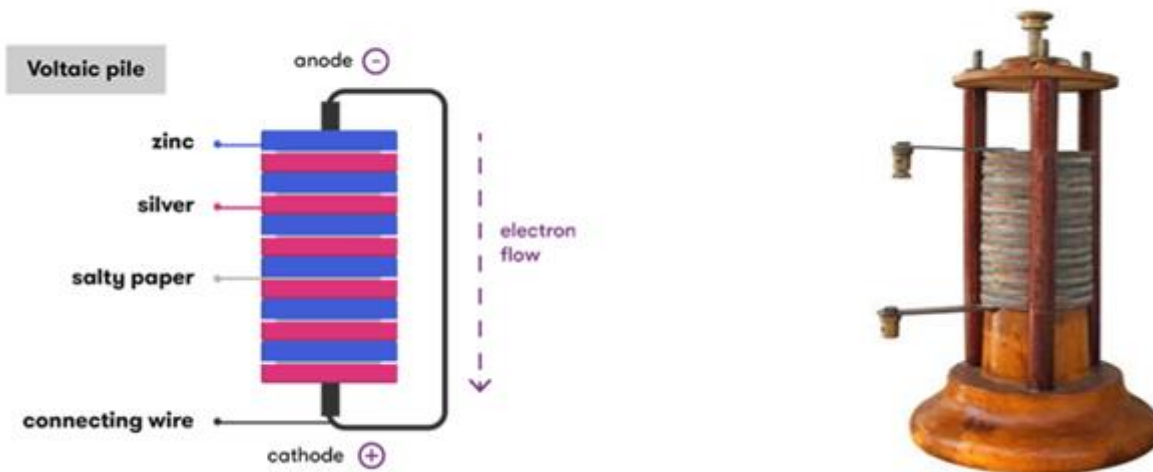 Voltaic pile
anode ⊖
zinc
silver
salty paper
electron
flow
connecting wire
cathode ⊕